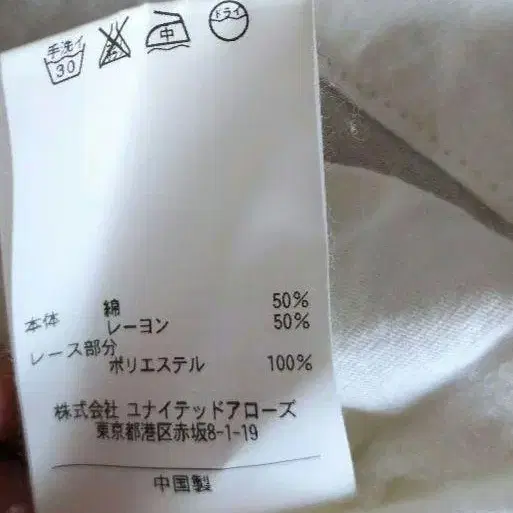 手洗イ 30 中 ドライ
綿 50%
本体 レーヨン 50%
レース部分
ポリエステル 100%
株式会社 ユナイテッドアローズ
東京都港区赤坂8-1-19
中国製